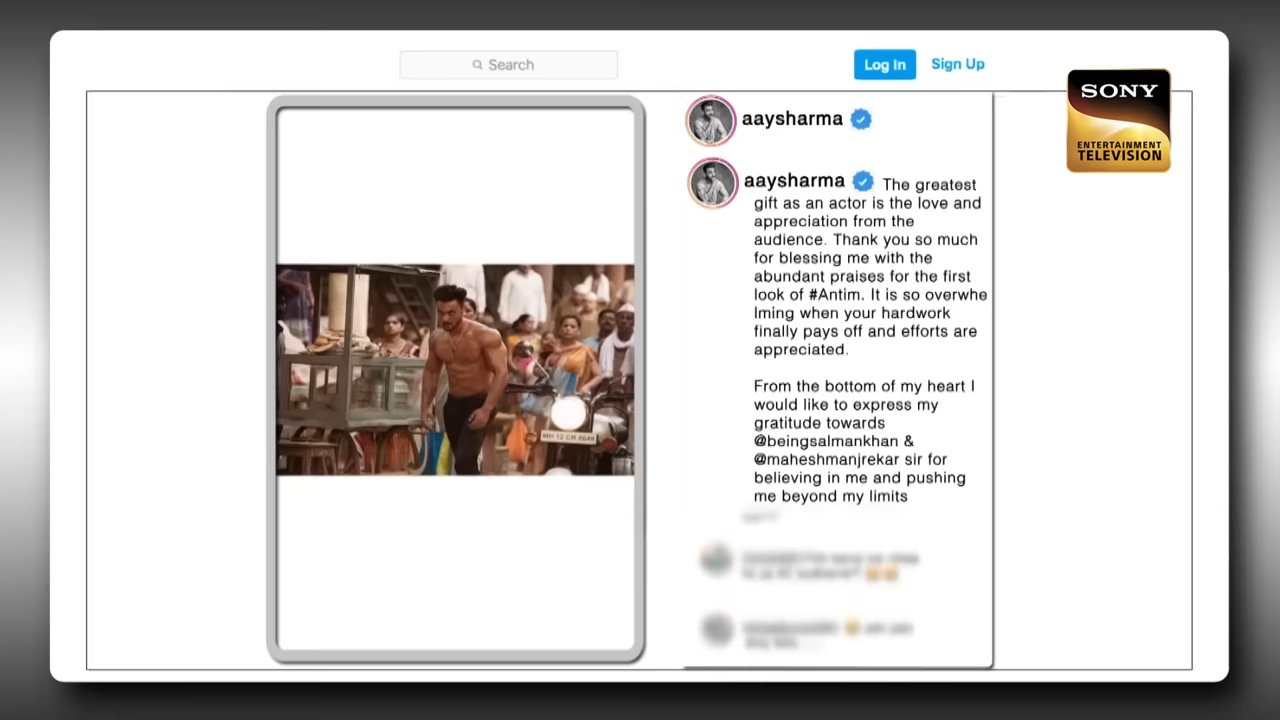 Search
Log In
Sign Up
SONY
ENTERTAINMENT
TELEVISION
aaysharma
aaysharma The greatest
gift as an actor is the love and
appreciation from the
audience. Thank you so much
for blessing me with the
abundant praises for the first
look of #Antim. It is so overwhe
lming when your hardwork
finally pays off and efforts are
appreciated.
From the bottom of my heart I
would like to express my
gratitude towards
@beingsalmankhan &
@maheshmanjrekar sir for
believing in me and pushing
me beyond my limits